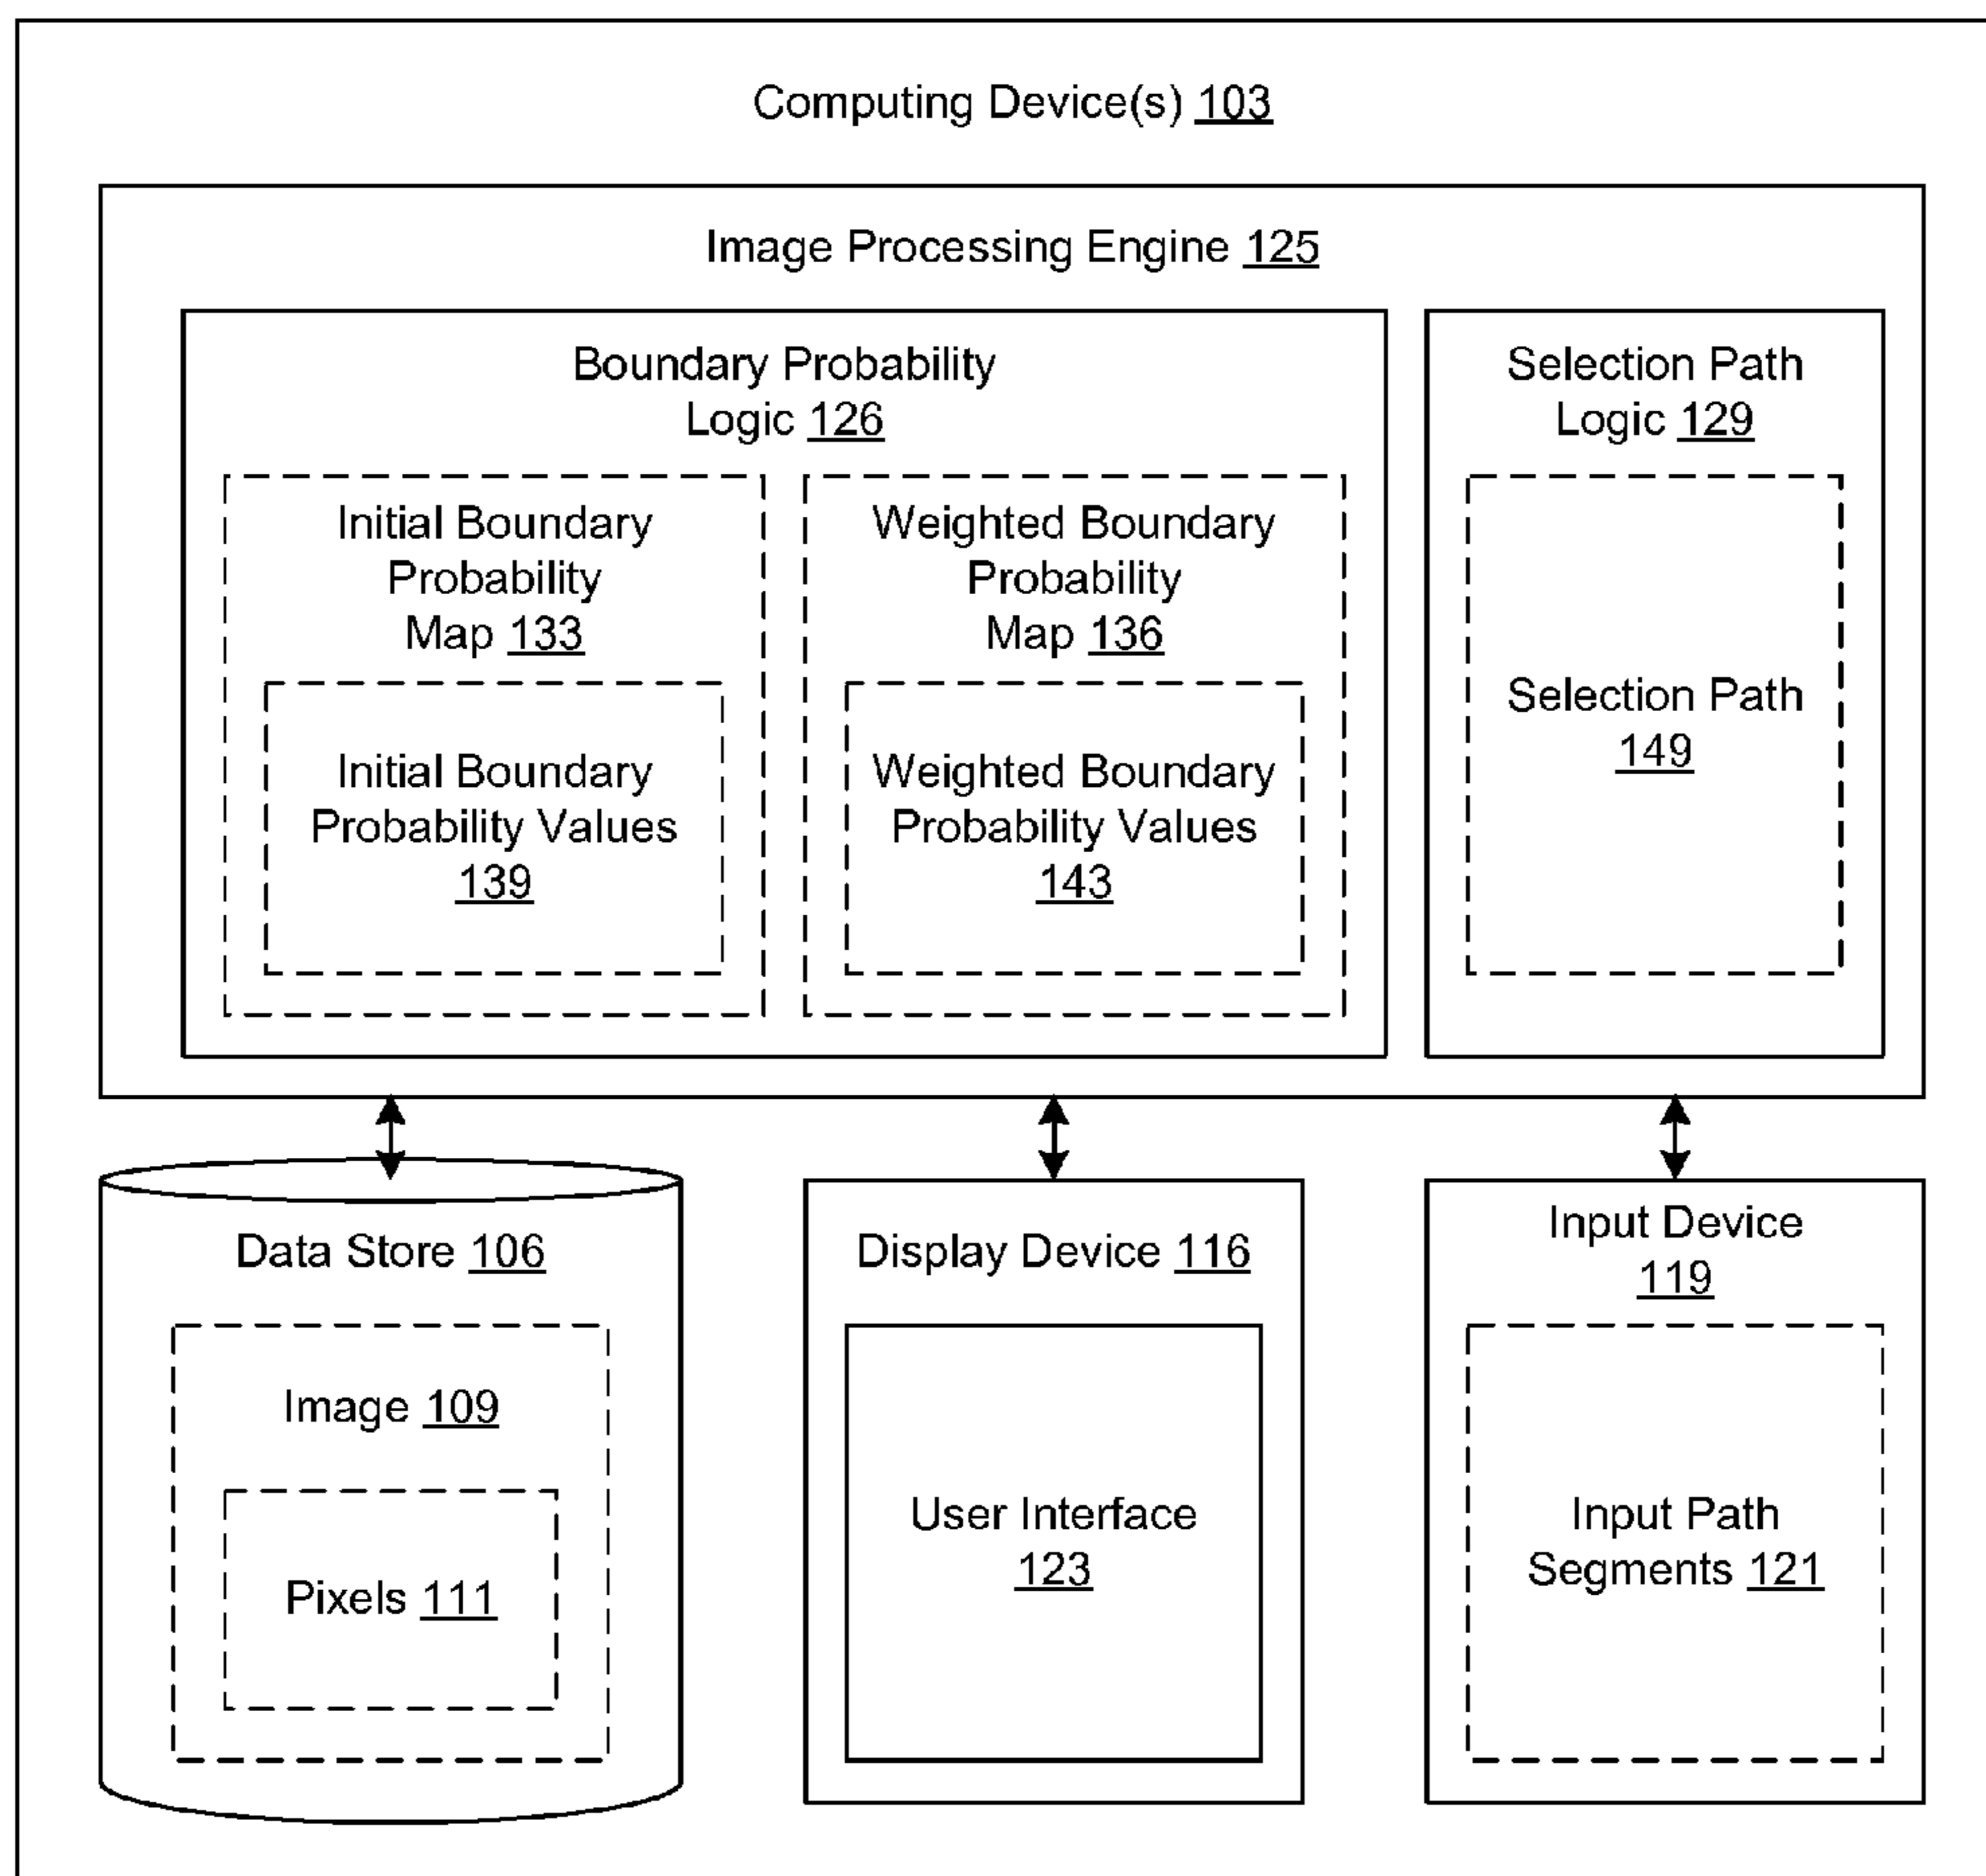 Computing Device(s) 103
Image Processing Engine 125
Boundary Probability
Logic 126
Initial Boundary
Probability
Map 133
Initial Boundary
Probability Values
139
Weighted Boundary
Probability
Map 136
Weighted Boundary
Probability Values
143
Selection Path
Logic 129
Selection Path
149
Data Store 106
Image 109
Pixels 111
Display Device 116
User Interface
123
Input Device
119
Input Path
Segments 121